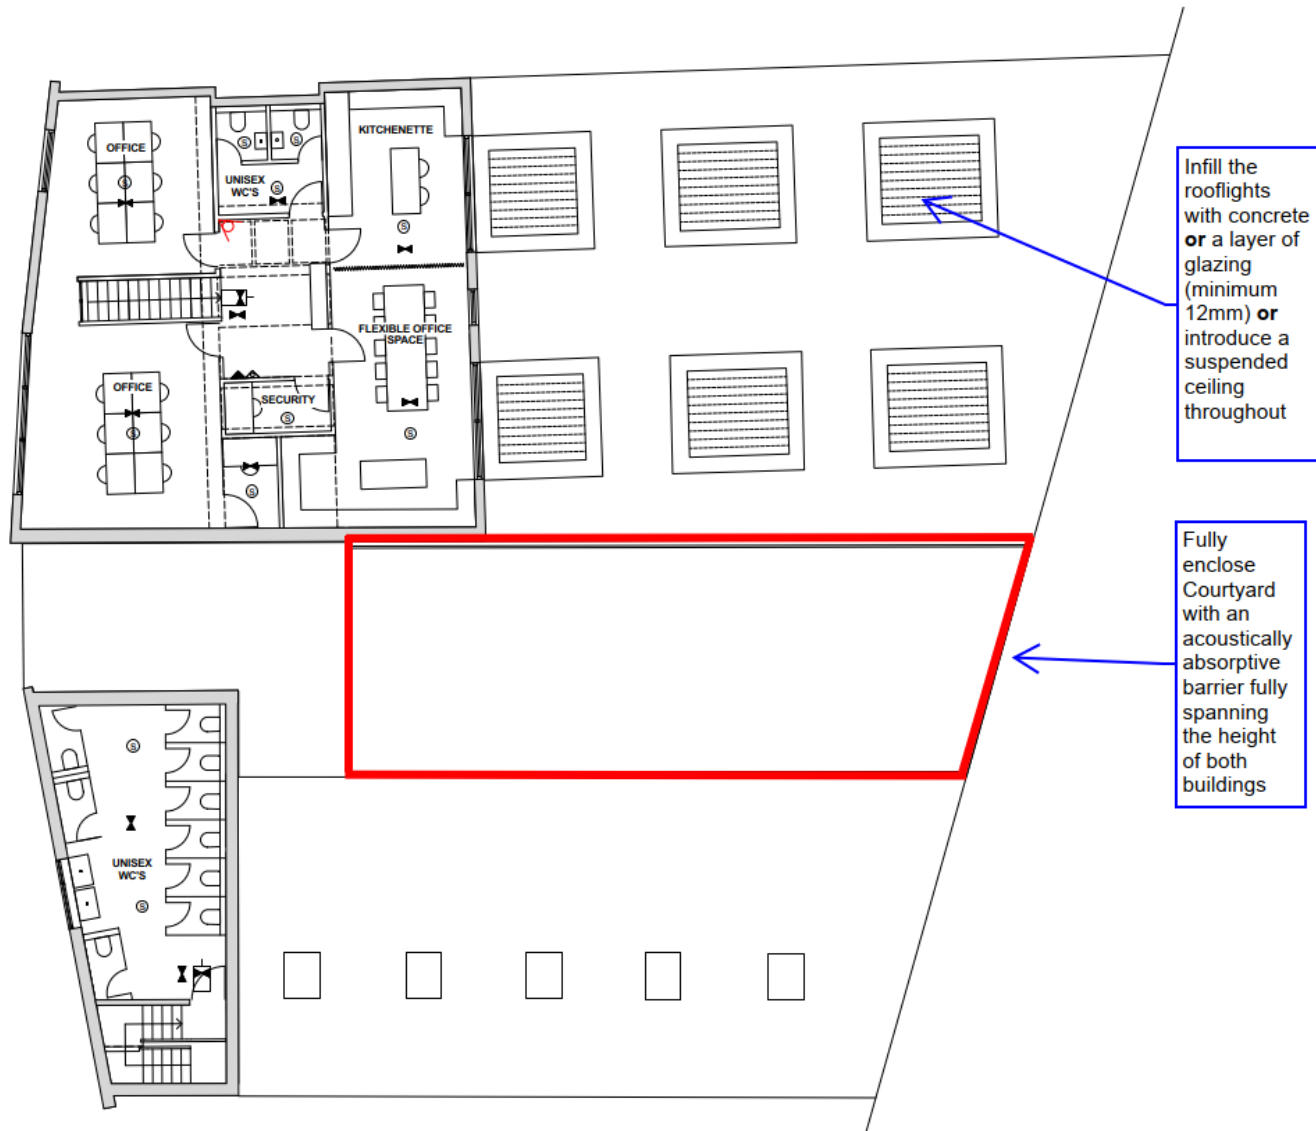 OFFICE
UNISEX
WC'S
KITCHENETTE
FLEXIBLE OFFICE
SPACE
OFFICE
SECURITY
S
S
S
S
S
S
S
S
S
UNISEX
WC'S
S
S
Infill the
rooflights
with concrete
or a layer of
glazing
(minimum
12mm) or
introduce a
suspended
ceiling
throughout
Fully
enclose
Courtyard
with an
acoustically
absorptive
barrier fully
spanning
the height
of both
buildings